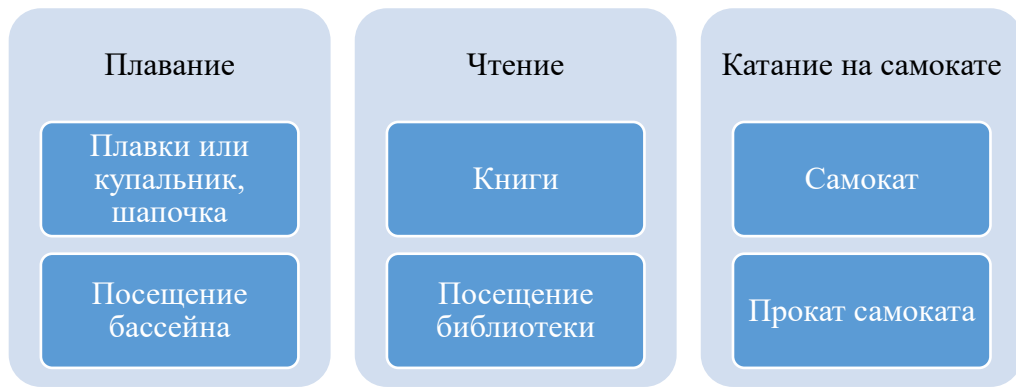 Плавание
Плавки или
купальник,
шапочка
Посещение
бассейна
Чтение
Книги
Посещение
библиотеки
Катание на самокате
Самокат
Прокат самоката